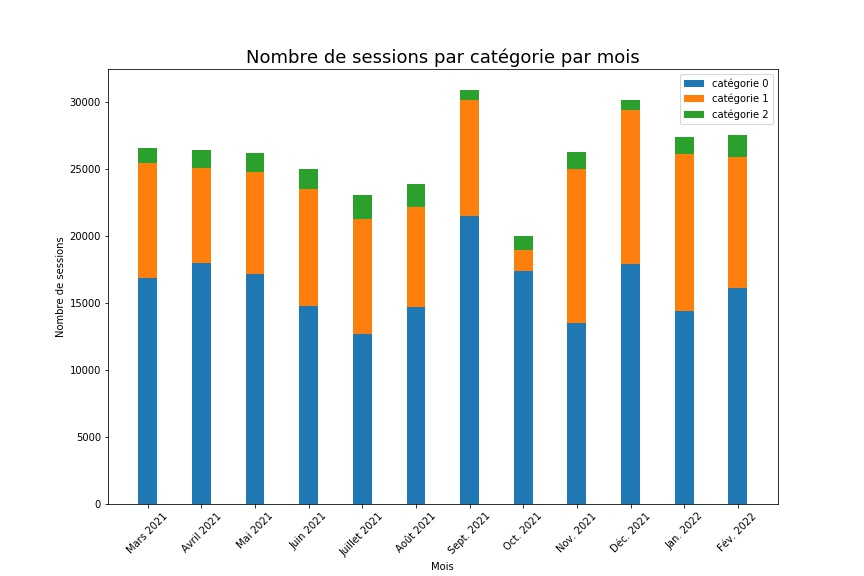 Nombre de sessions par catégorie par mois
catégorie 0
catégorie 1
catégorie 2
Nombre de sessions
30000
25000
20000
15000
10000
5000
0
Mars 2021
Avril 2021
Mai 2021
Juin 2021
Juillet 2021
Août 2021
Sept. 2021
Oct. 2021
Nov. 2021
Déc. 2021
Jan. 2022
Fév. 2022
Mois